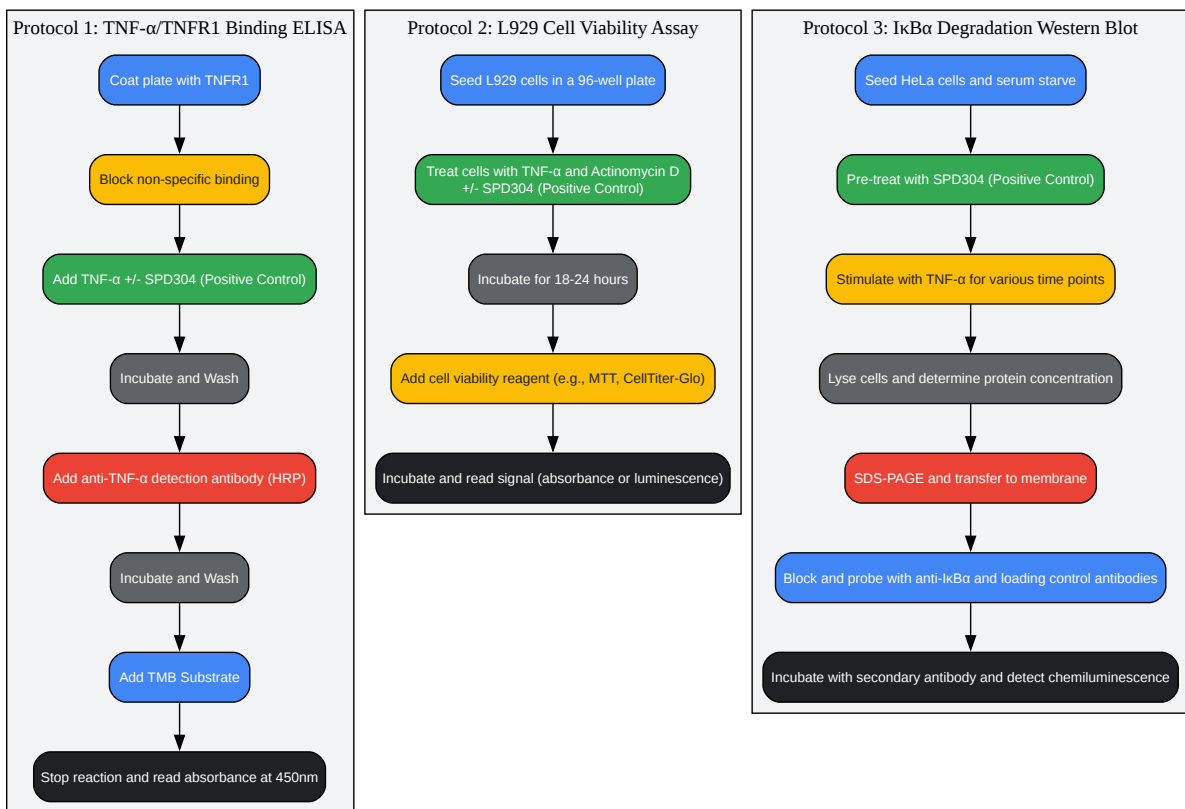 Protocol 1: TNF-α/TNFR1 Binding ELISA
Coat plate with TNFR1
Block non-specific binding
Add TNF-α +/- SPD304 (Positive Control)
Incubate and Wash
Add anti-TNF-α detection antibody (HRP)
Incubate and Wash
Add TMB Substrate
Stop reaction and read absorbance at 450nm
Protocol 2: L929 Cell Viability Assay
Seed L929 cells in a 96-well plate
Treat cells with TNF-α and Actinomycin D
+/- SPD304 (Positive Control)
Incubate for 18-24 hours
Add cell viability reagent (e.g., MTT, CellTiter-Glo)
Incubate and read signal (absorbance or luminescence)
Protocol 3: IκBα Degradation Western Blot
Seed HeLa cells and serum starve
Pre-treat with SPD304 (Positive Control)
Stimulate with TNF-α for various time points
Lyse cells and determine protein concentration
SDS-PAGE and transfer to membrane
Block and probe with anti-IκBα and loading control antibodies
Incubate with secondary antibody and detect chemiluminescence